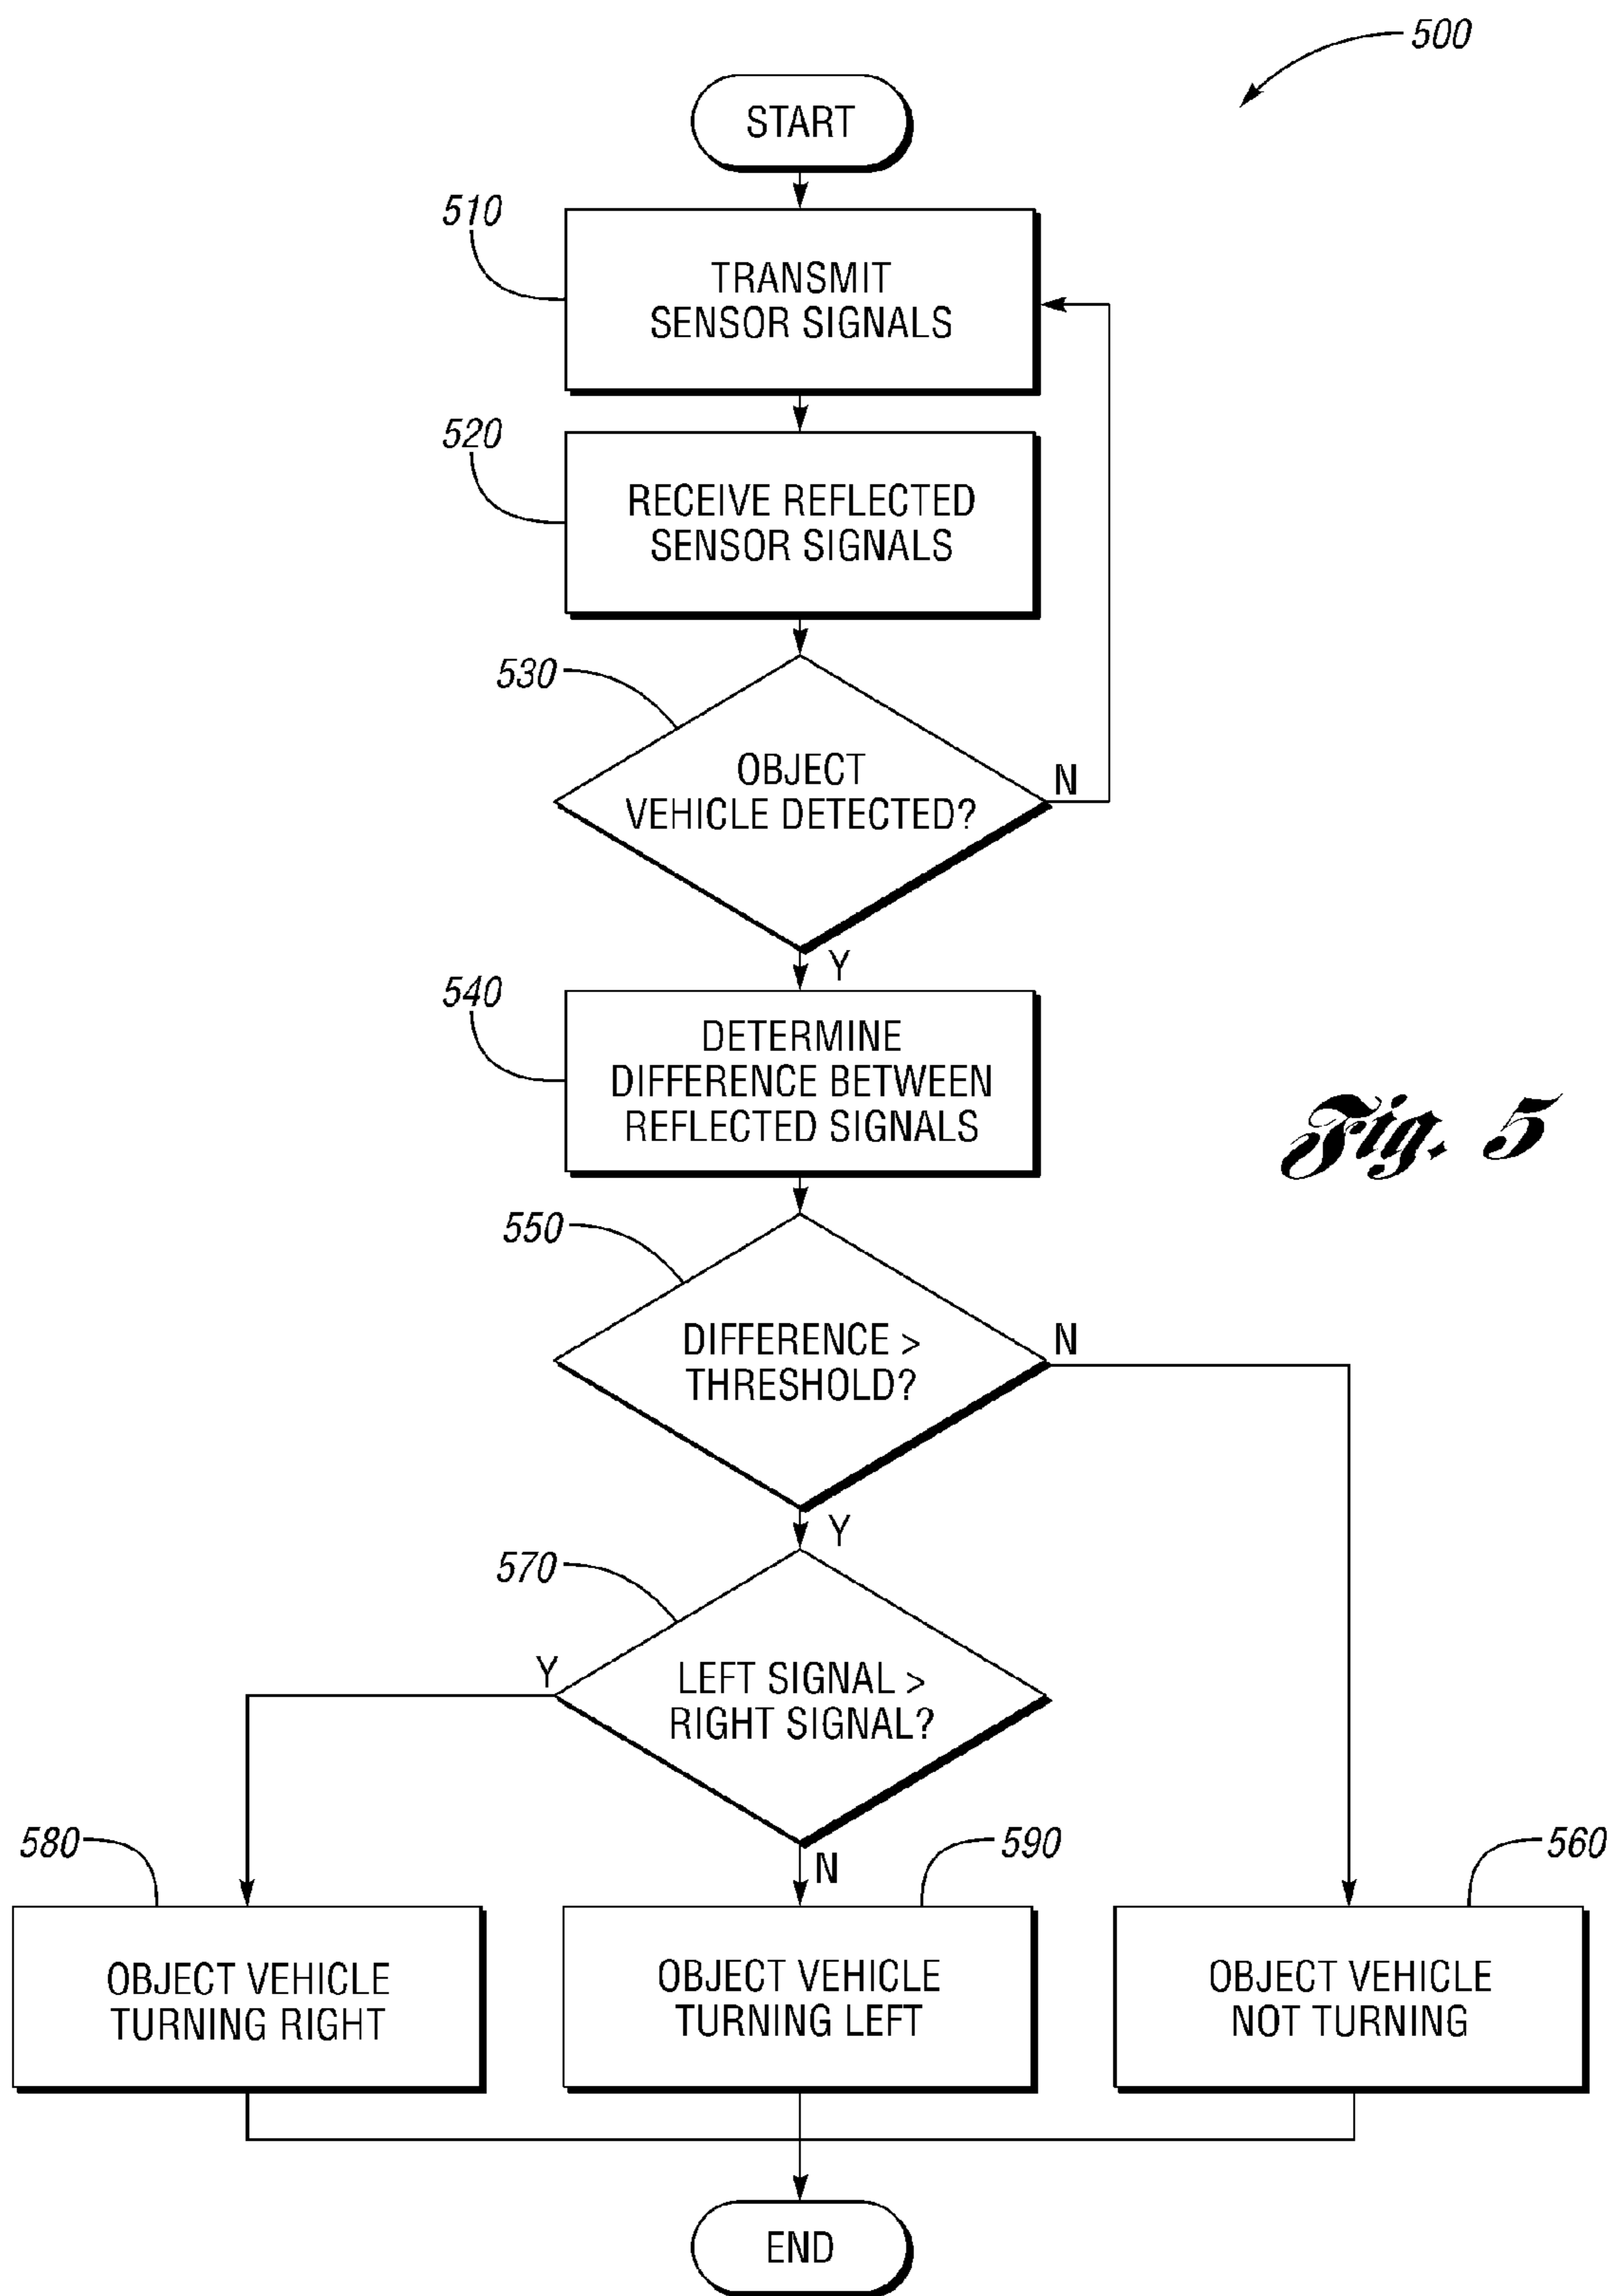 500
START
510
TRANSMIT
SENSOR SIGNALS
520
RECEIVE REFLECTED
SENSOR SIGNALS
530
OBJECT
VEHICLE DETECTED?
N
Y
540
DETERMINE
DIFFERENCE BETWEEN
REFLECTED SIGNALS
Fig. 5
550
DIFFERENCE >
THRESHOLD?
N
Y
570
LEFT SIGNAL >
RIGHT SIGNAL?
Y
N
580
OBJECT VEHICLE
TURNING RIGHT
590
OBJECT VEHICLE
TURNING LEFT
560
OBJECT VEHICLE
NOT TURNING
END